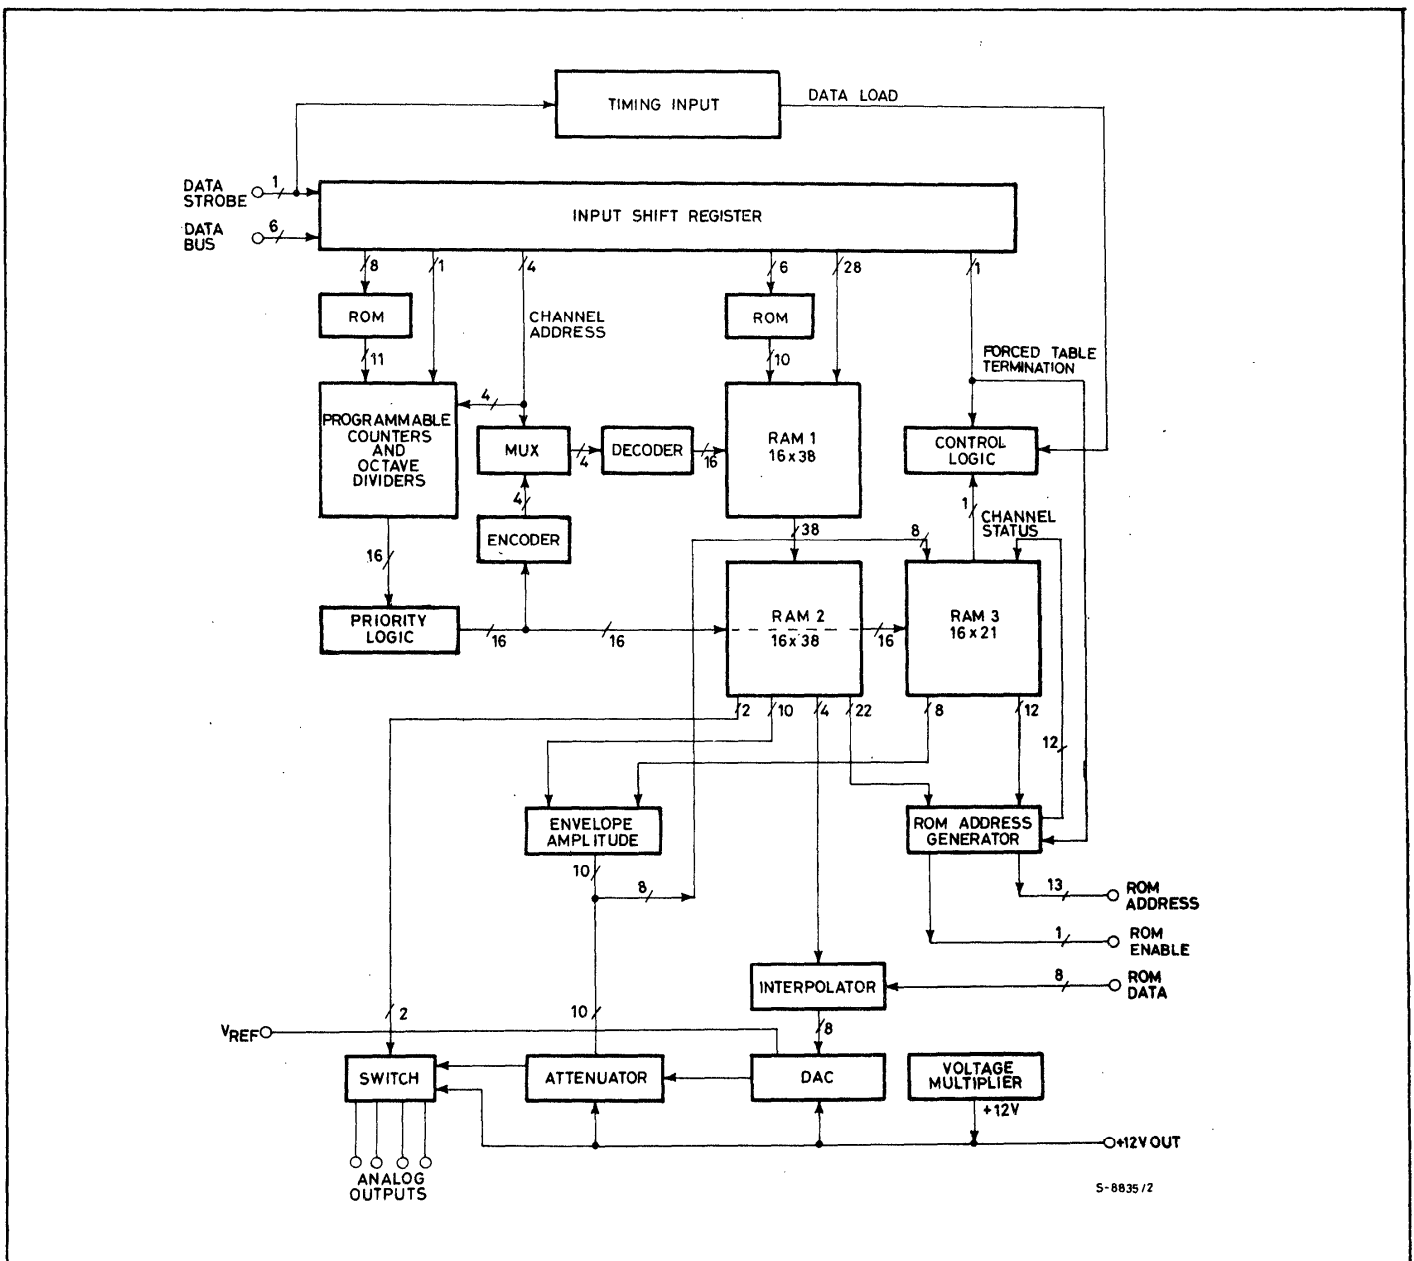 TIMING INPUT
DATA LOAD
DATA
STROBE
1
DATA
BUS
6
INPUT SHIFT REGISTER
8
1
4
6
28
1
ROM
CHANNEL
ADDRESS
ROM
11
10
FORCED TABLE
TERMINATION
PROGRAMMABLE
COUNTERS
AND
OCTAVE
DIVIDERS
4
MUX
4
DECODER
16
RAM 1
16x38
CONTROL
LOGIC
4
1
CHANNEL
STATUS
ENCODER
38
8
16
PRIORITY
LOGIC
16
16
RAM 2
16x38
16
RAM 3
16x21
2
10
4
22
8
12
12
ENVELOPE
AMPLITUDE
ROM ADDRESS
GENERATOR
10
8
13
ROM
ADDRESS
1
ROM
ENABLE
INTERPOLATOR
8
ROM
DATA
2
10
8
VREF
SWITCH
ATTENUATOR
DAC
VOLTAGE
MULTIPLIER
+12V
+12V OUT
ANALOG
OUTPUTS
S-8835/2